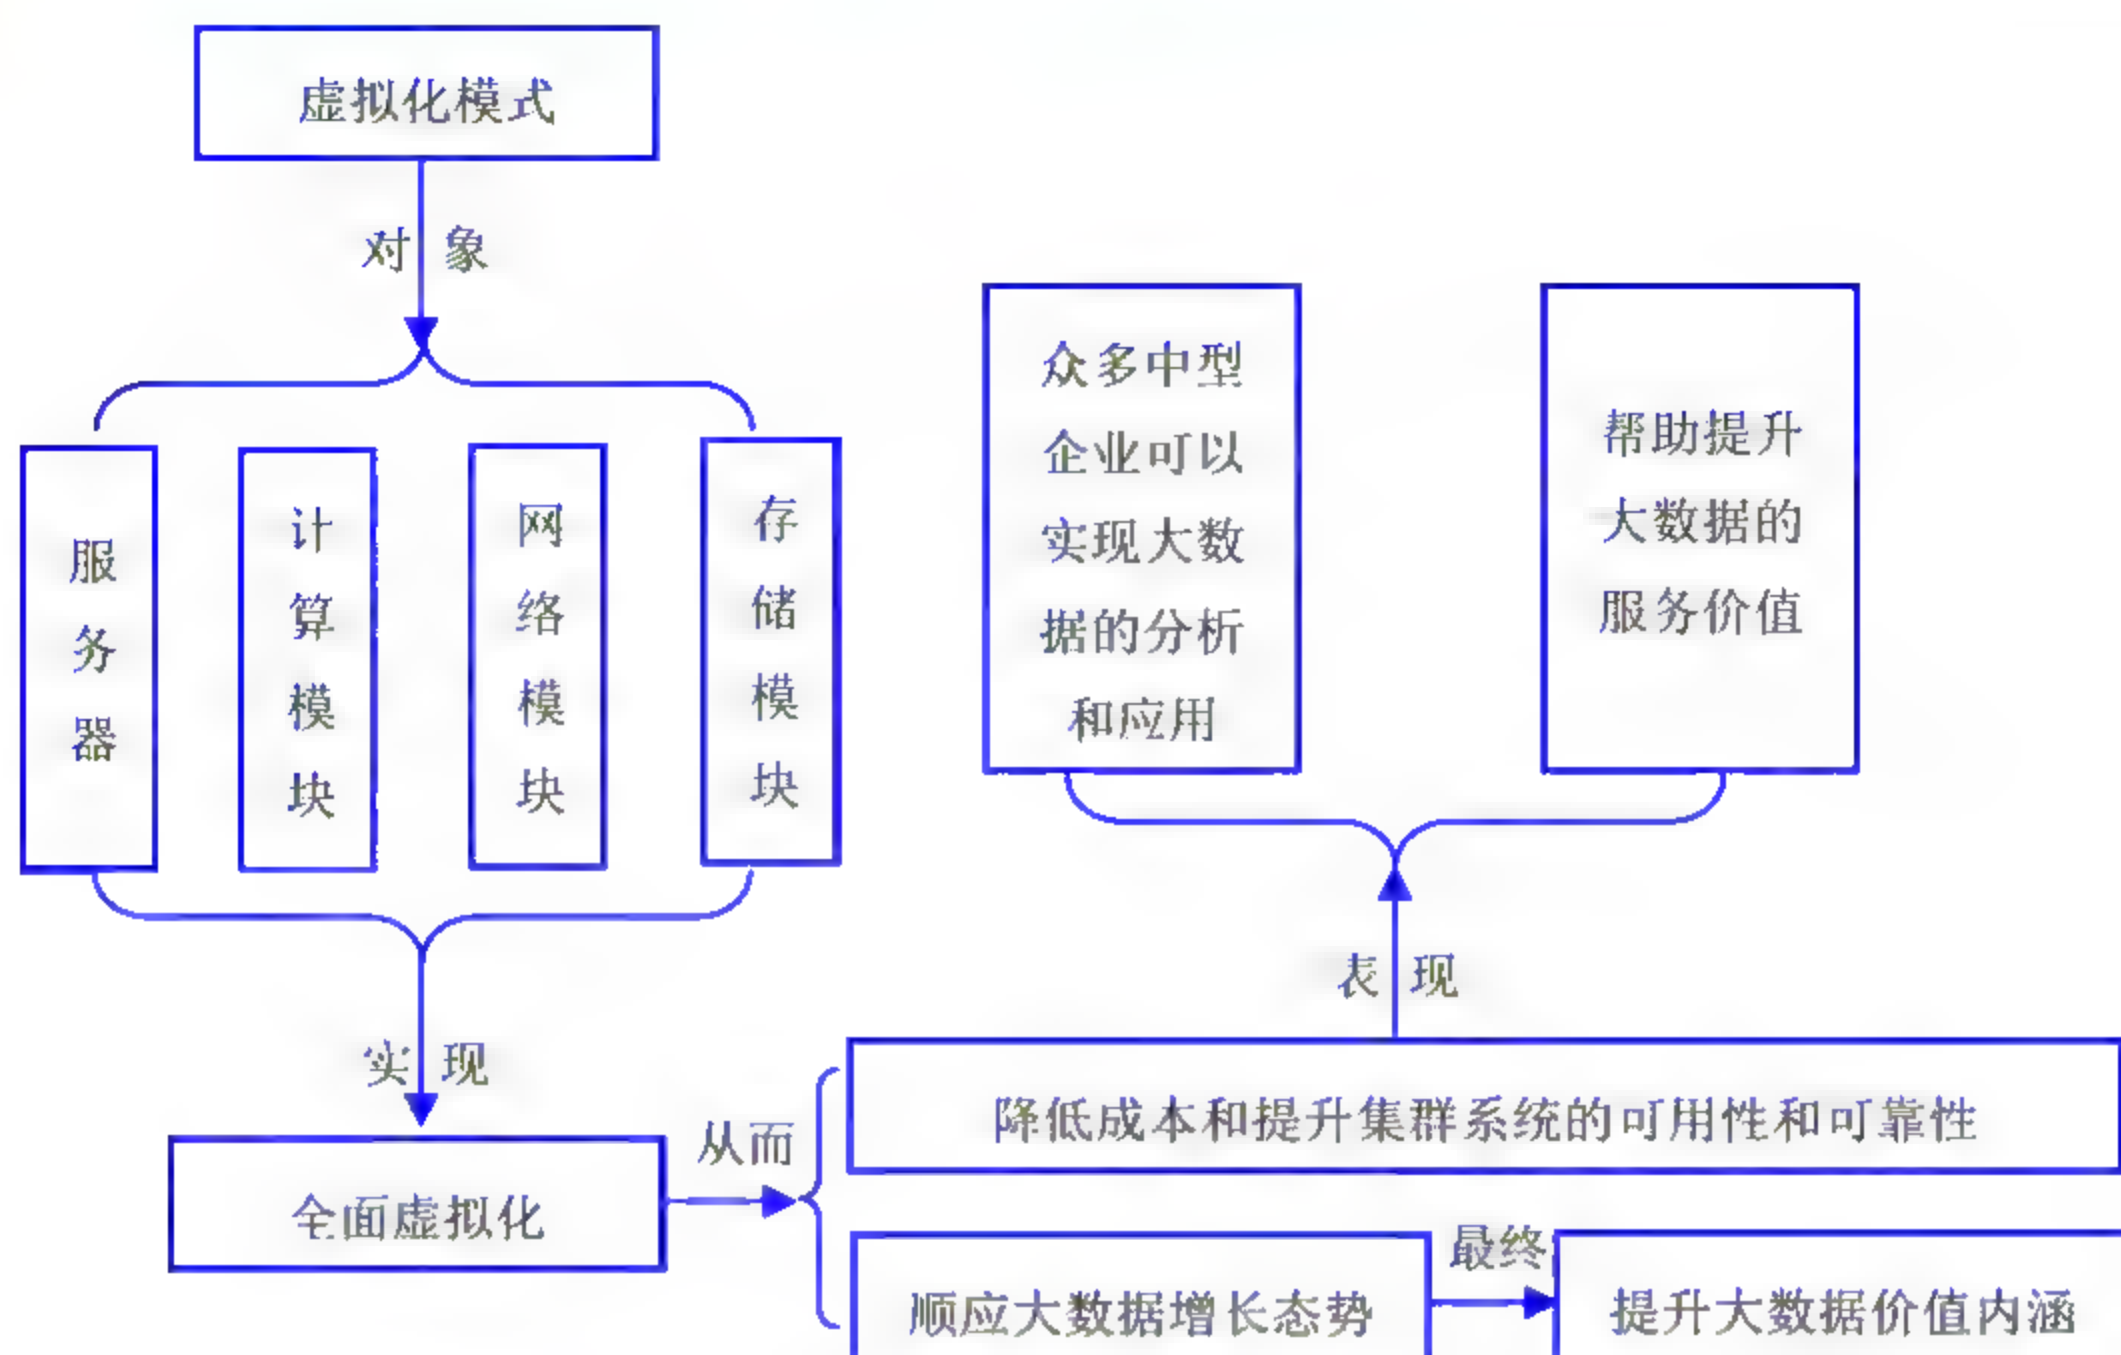 虚拟化模式
对象
服务器
计算模块
网络模块
存储模块
实现
全面虚拟化
从而
众多中型
企业可以
实现大数
据的分析
和应用
帮助提升
大数据的
服务价值
表现
降低成本和提升集群系统的可用性和可靠性
顺应大数据增长态势
最终
提升大数据价值内涵